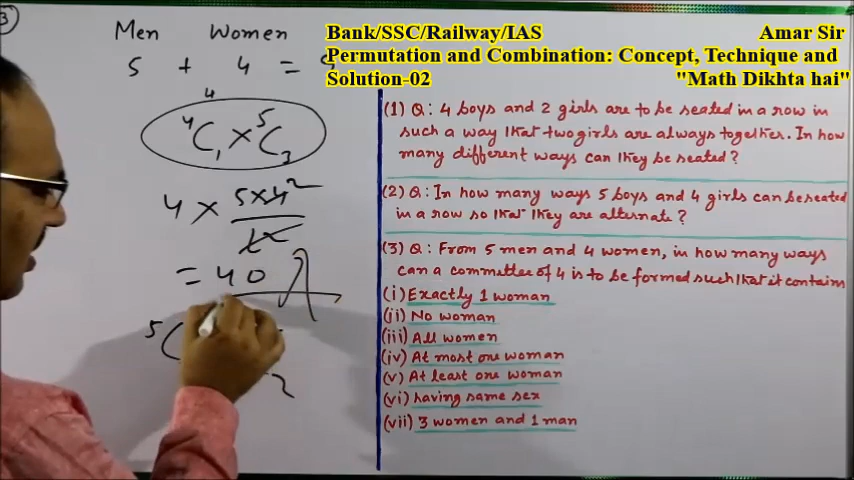 Men Women
5 + 4 = 9
4
⁴C₁ × ⁵C₃
4 × 5×4²
= 40
⁵C
2
Bank/SSC/Railway/IAS Amar Sir
Permutation and Combination: Concept, Technique and
Solution-02 "Math Dikhta hai"
(1) Q: 4 boys and 2 girls are to be seated in a row in
such a way that two girls are always together. In how
many different ways can they be seated?
(2) Q: In how many ways 5 boys and 4 girls can be seated
in a row so that they are alternate?
(3) Q: From 5 men and 4 women, in how many ways
can a committee of 4 is to be formed such that it contains
(i) Exactly 1 woman
(ii) No woman
(iii) All women
(iv) At most one woman
(v) At least one woman
(vi) having same sex
(vii) 3 women and 1 man